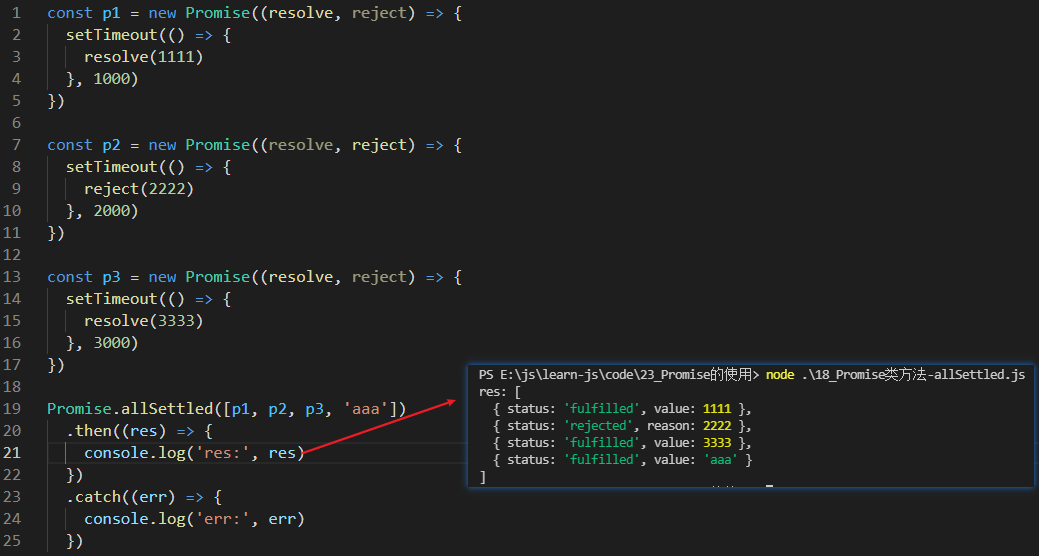 1 const p1 = new Promise((resolve, reject) => {
2 setTimeout(() => {
3 resolve(1111)
4 }, 1000)
5 })
6
7 const p2 = new Promise((resolve, reject) => {
8 setTimeout(() => {
9 reject(2222)
10 }, 2000)
11 })
12
13 const p3 = new Promise((resolve, reject) => {
14 setTimeout(() => {
15 resolve(3333)
16 }, 3000)
17 })
18
19 Promise.allSettled([p1, p2, p3, 'aaa'])
20 .then((res) => {
21 console.log('res:', res)
22 })
23 .catch((err) => {
24 console.log('err:', err)
25 })
PS E:\js\learn-js\code\23_Promise的使用> node .\18_Promise类方法-allSettled.js
res: [
{ status: 'fulfilled', value: 1111 },
{ status: 'rejected', reason: 2222 },
{ status: 'fulfilled', value: 3333 },
{ status: 'fulfilled', value: 'aaa' }
]